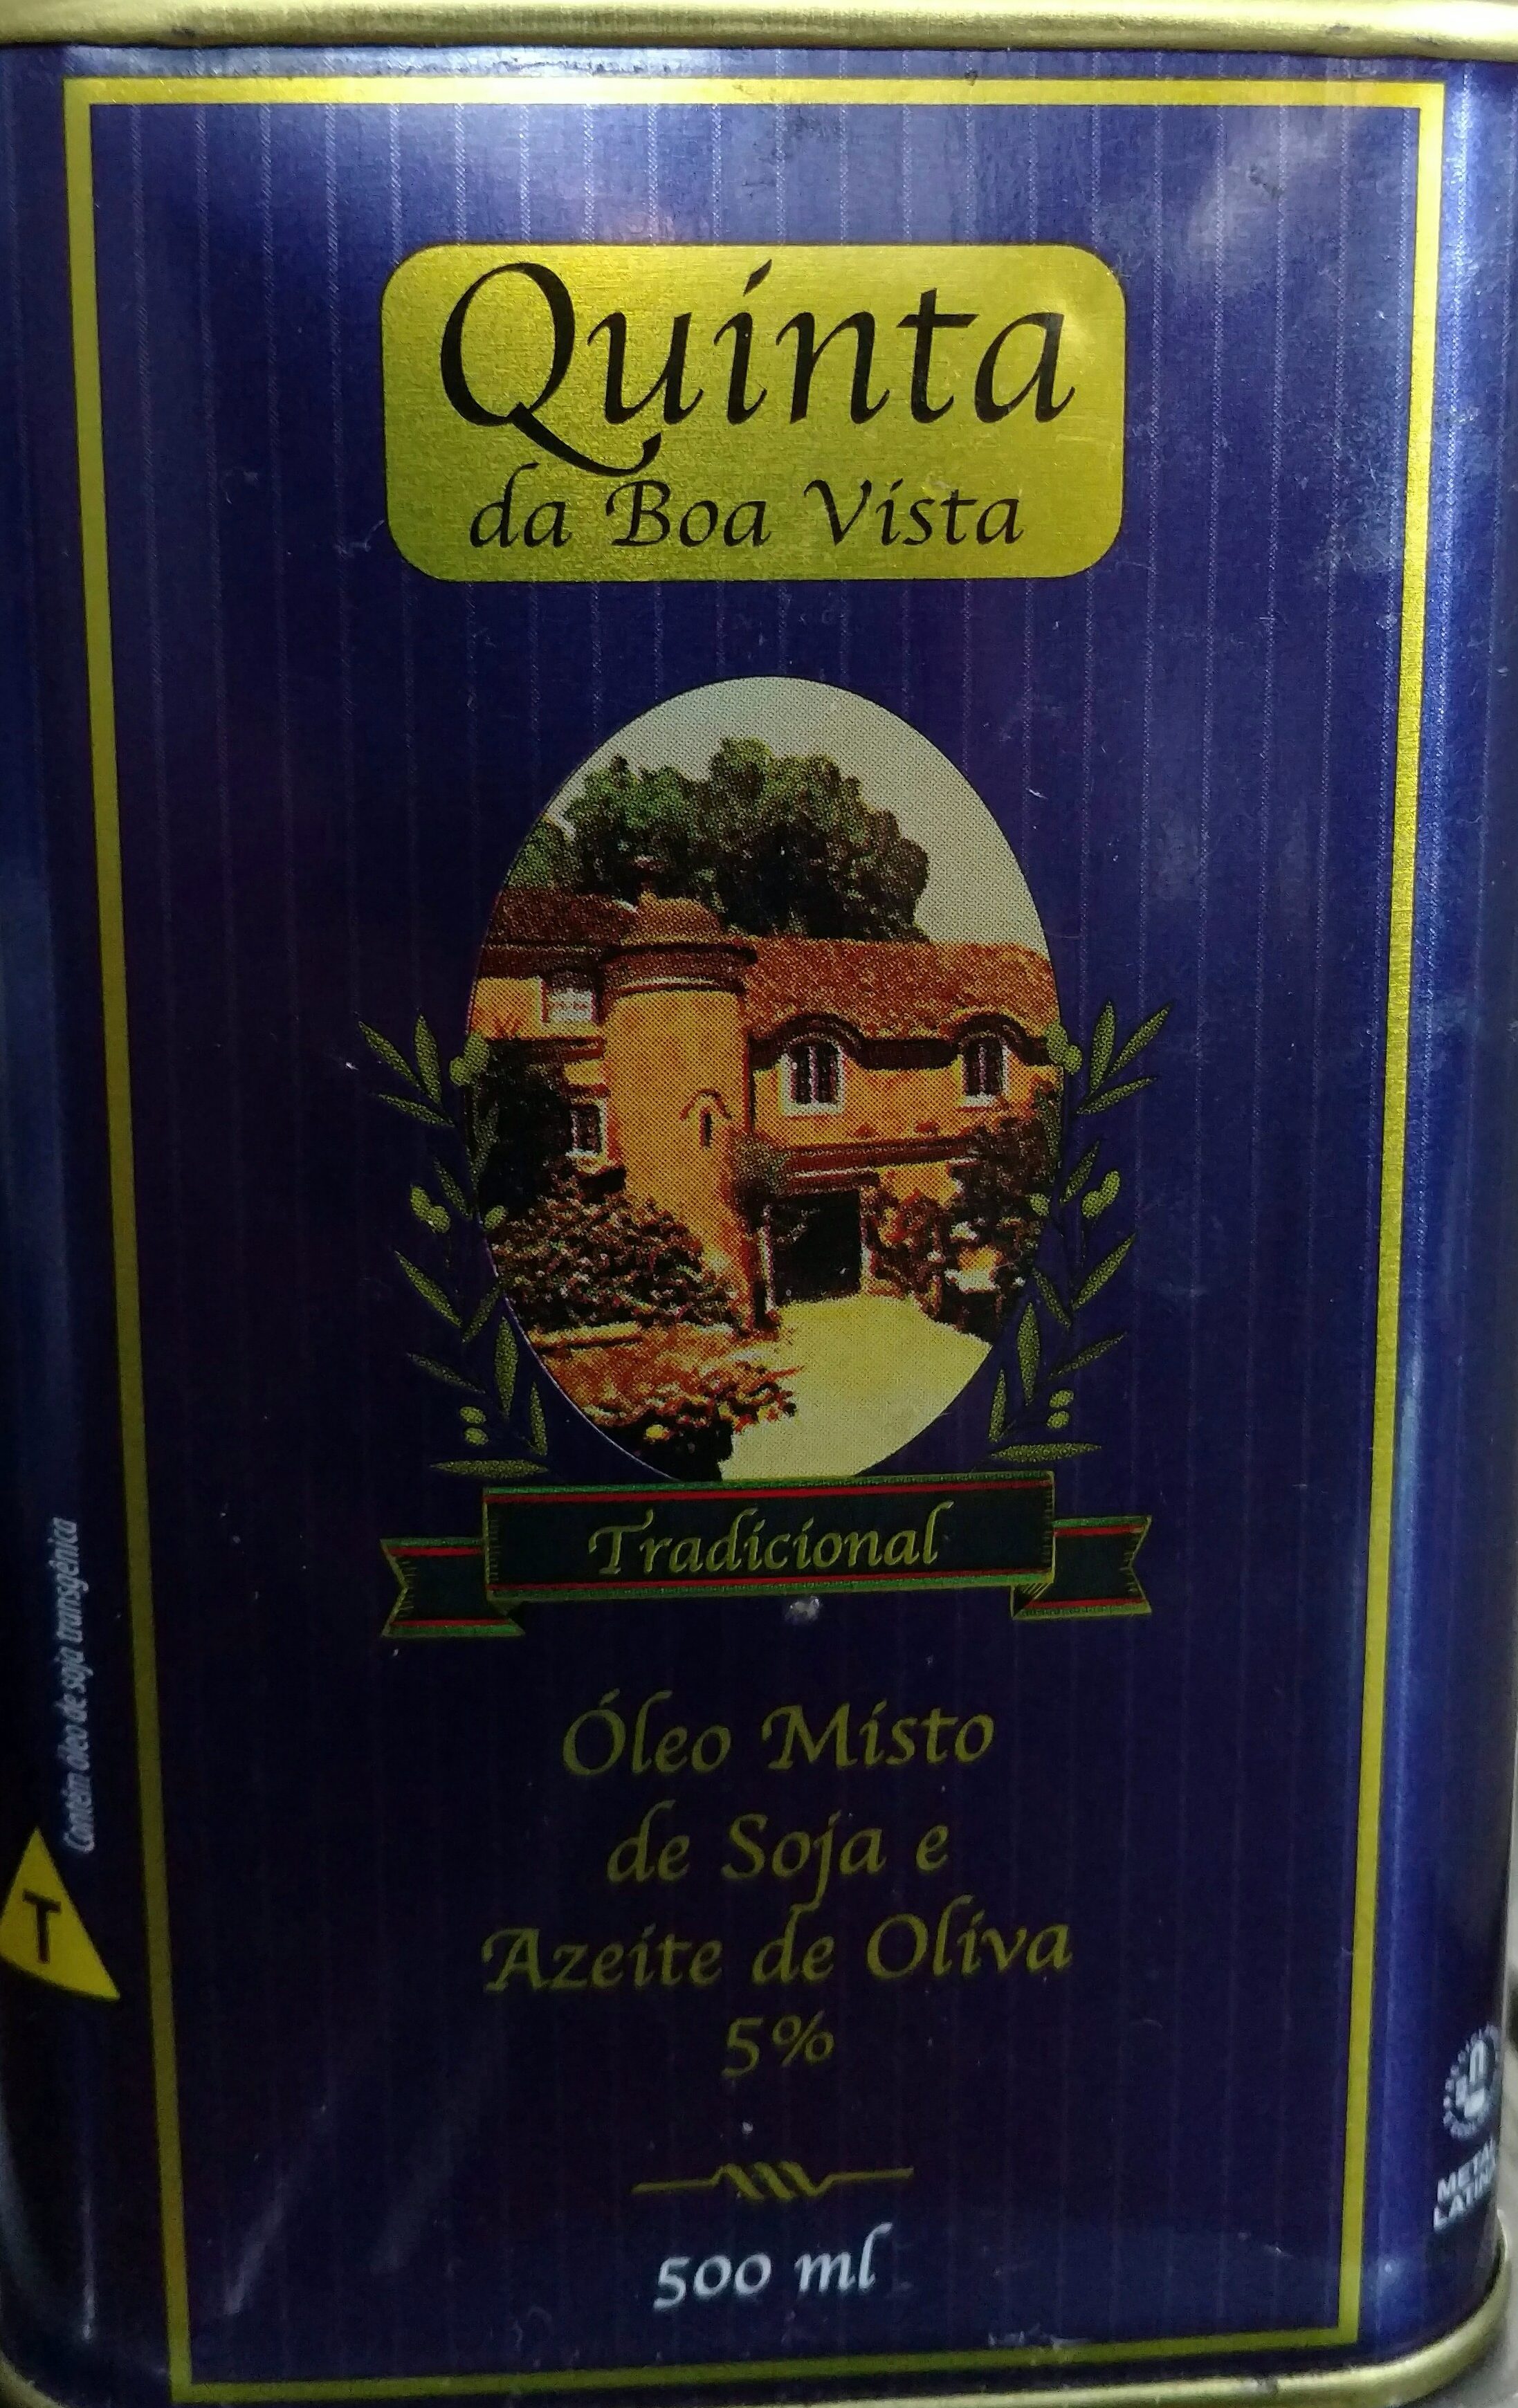 Quinta
da Boa Vista
Tradicional
Óleo Misto
de Soja e
Azeite de Oliva
5%
500 ml
Contém óleo de soja transgênica
T